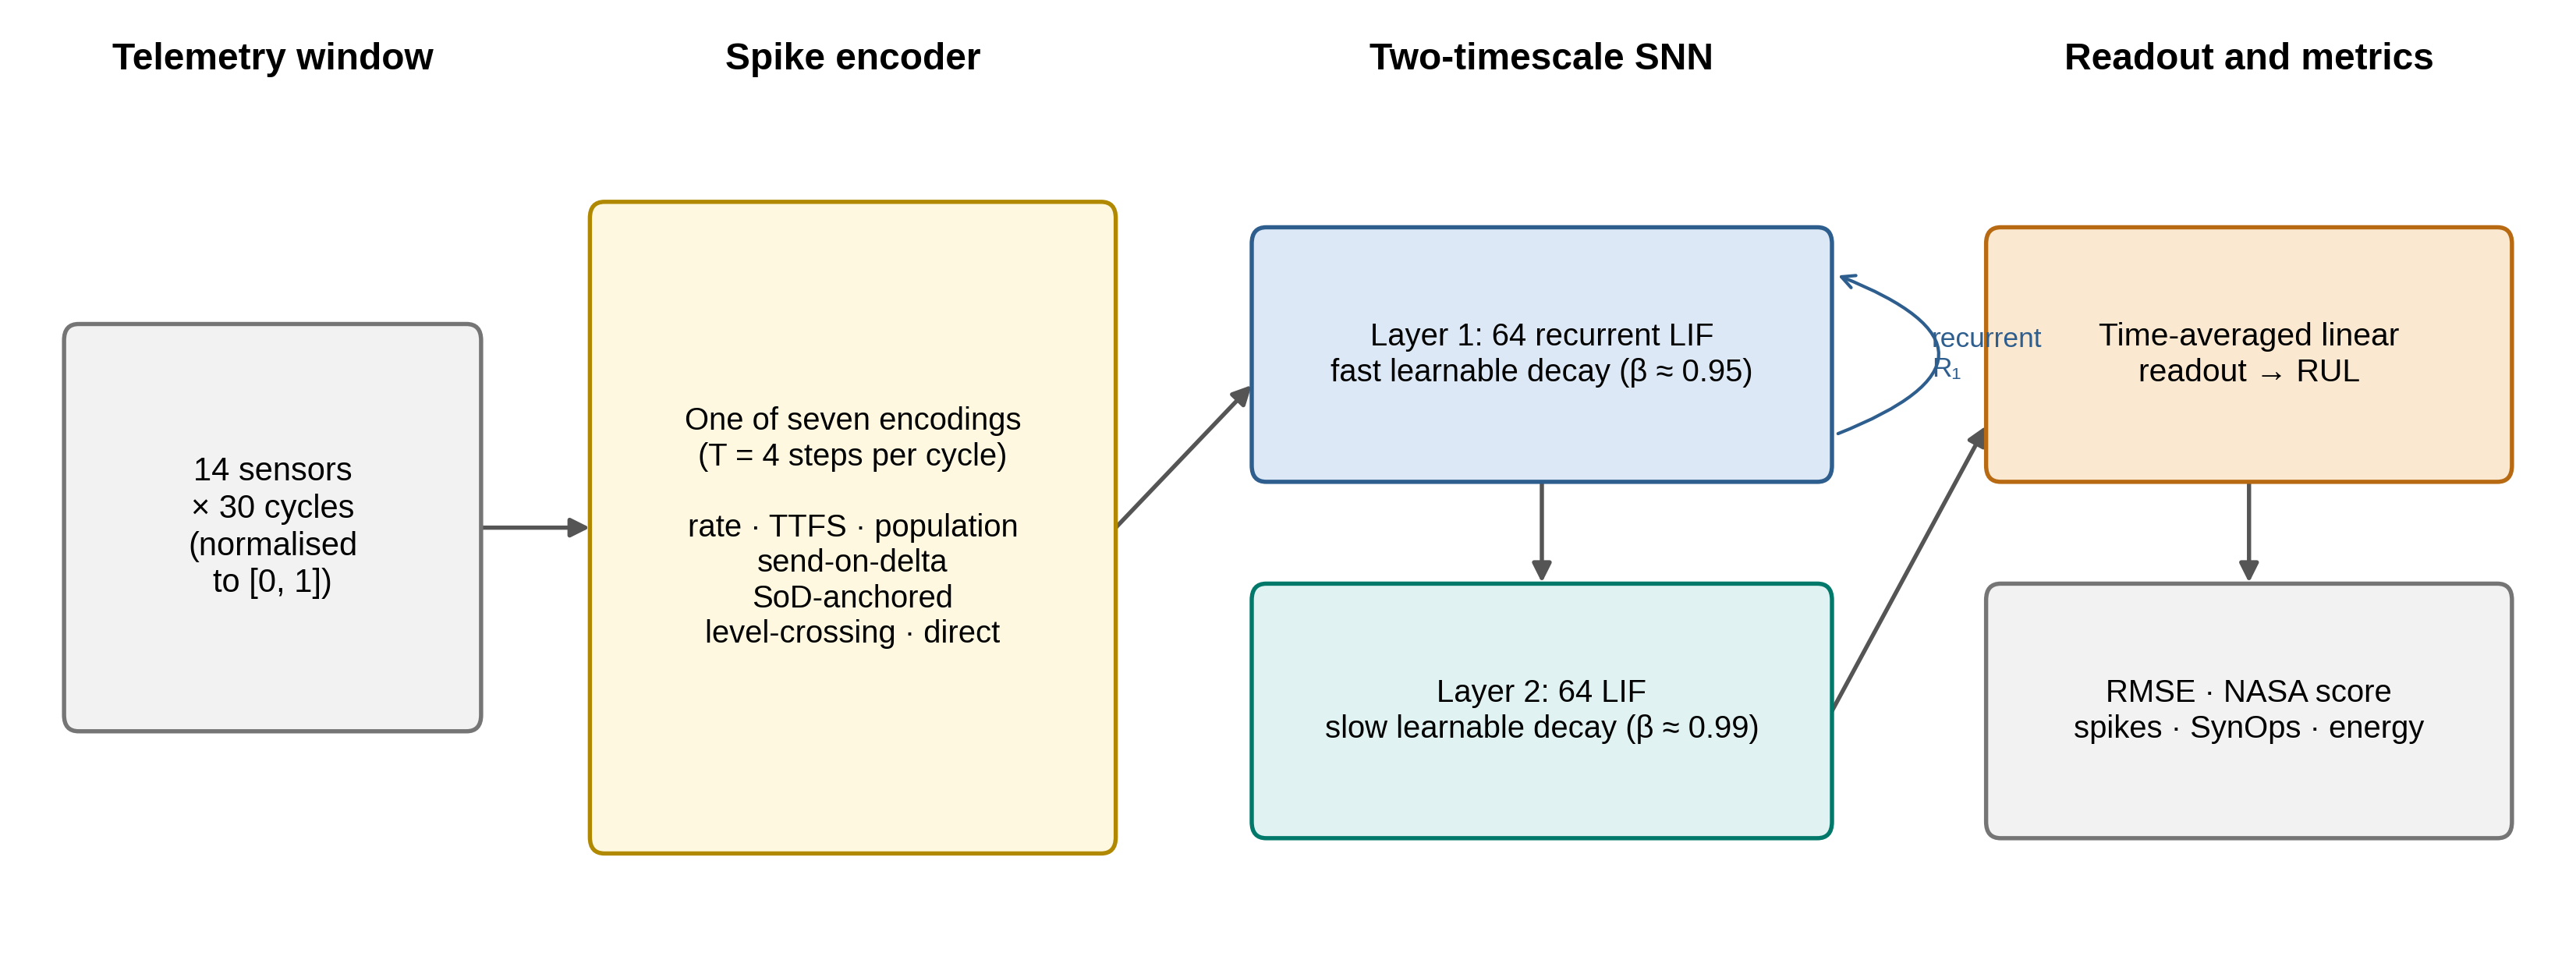 Telemetry window
Spike encoder
Two-timescale SNN
Readout and metrics
14 sensors
× 30 cycles
(normalised
to [0, 1])
One of seven encodings
(T = 4 steps per cycle)
rate · TTFS · population
send-on-delta
SoD-anchored
level-crossing · direct
Layer 1: 64 recurrent LIF
fast learnable decay (β ≈ 0.95)
recurrent
R₁
Layer 2: 64 LIF
slow learnable decay (β ≈ 0.99)
Time-averaged linear
readout → RUL
RMSE · NASA score
spikes · SynOps · energy